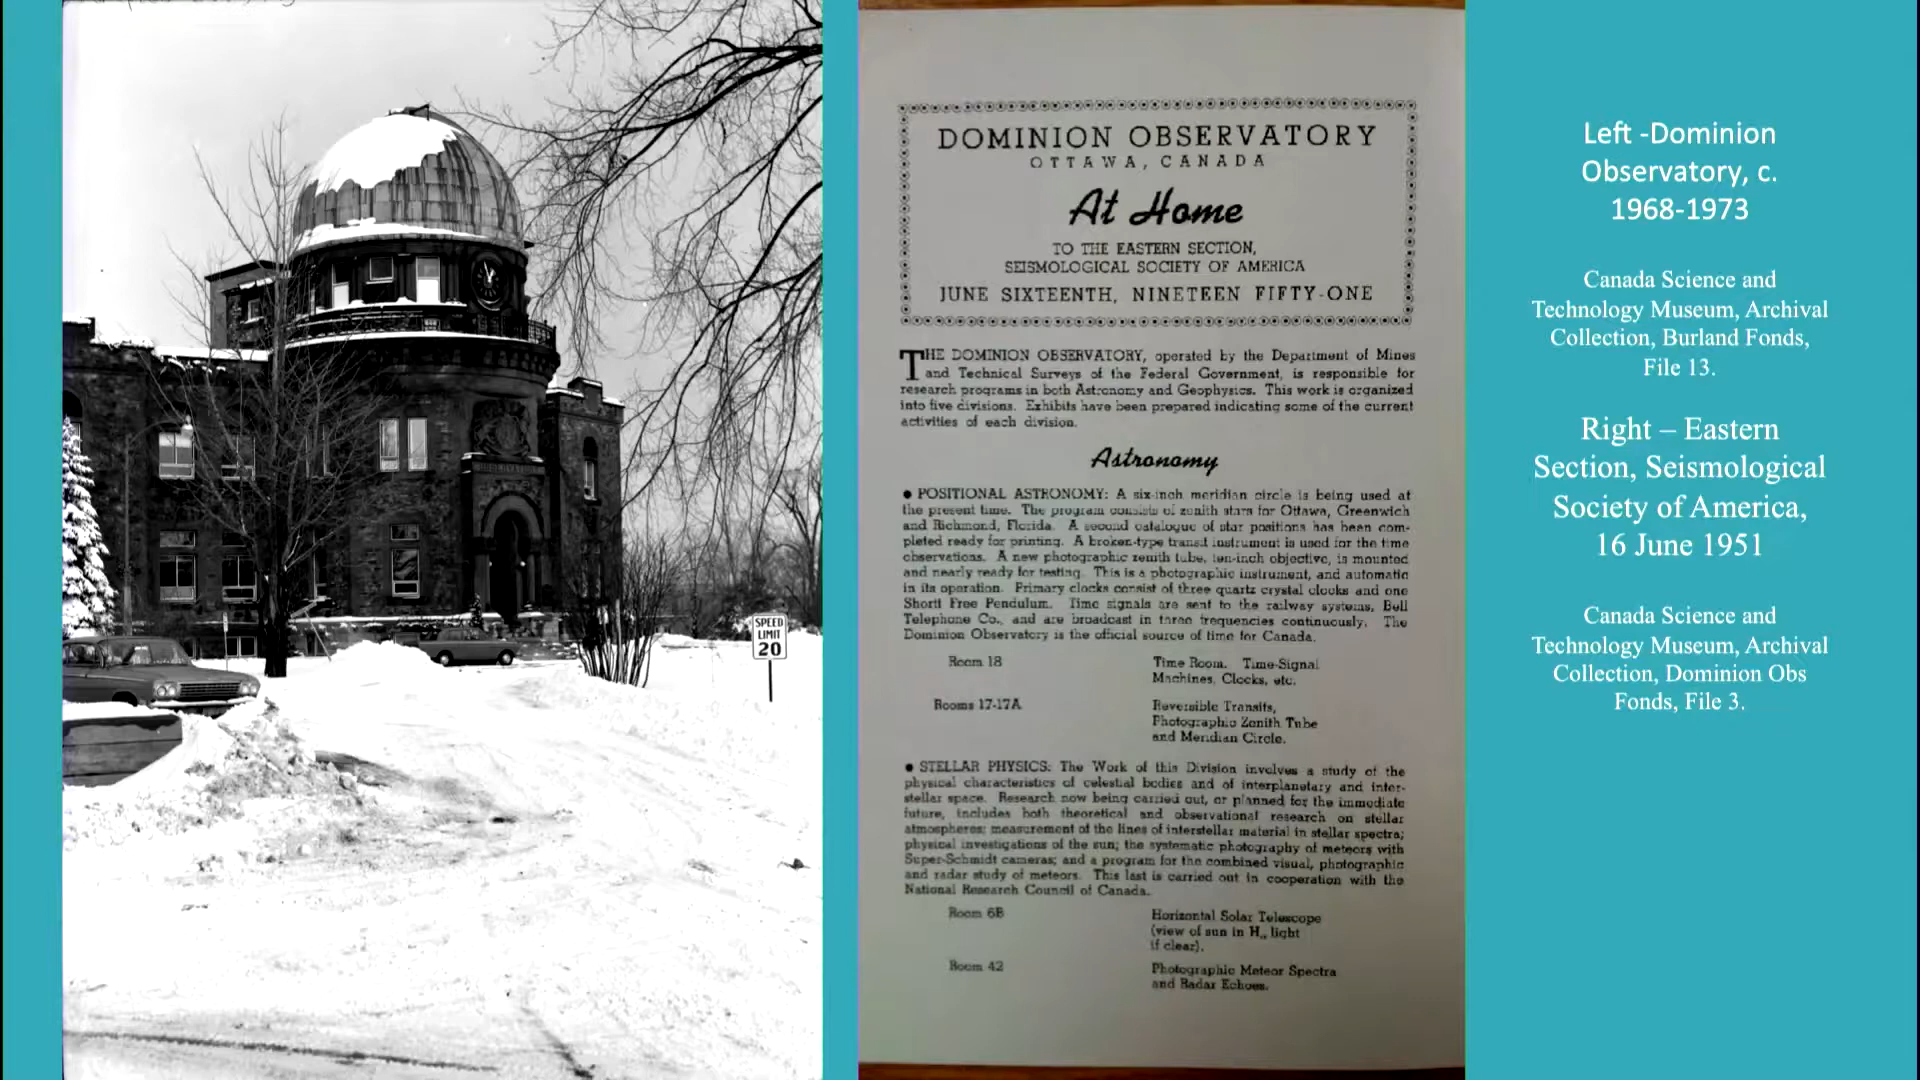 OBSERVATORY
SPEED
LIMIT
20
DOMINION OBSERVATORY
OTTAWA, CANADA
At Home
TO THE EASTERN SECTION,
SEISMOLOGICAL SOCIETY OF AMERICA
JUNE SIXTEENTH, NINETEEN FIFTY-ONE
THE DOMINION OBSERVATORY, operated by the Department of Mines
and Technical Surveys of the Federal Government, is responsible for
research programs in both Astronomy and Geophysics. This work is organized
into five divisions. Exhibits have been prepared indicating some of the current
activities of each division.
Astronomy
● POSITIONAL ASTRONOMY: A six-inch meridian circle is being used at
the present time. The program consists of zenith stars for Ottawa, Greenwich
and Richmond, Florida. A second catalogue of star positions has been com-
pleted ready for printing. A broken-type transit instrument is used for the time
observations. A new photographic zenith tube, ten-inch objective, is mounted
and nearly ready for testing. This is a photographic instrument, and automatic
in its operation. Primary clocks consist of three quartz crystal clocks and one
Shortt Free Pendulum. Time signals are sent to the railway systems, Bell
Telephone Co., and are broadcast in three frequencies continuously. The
Dominion Observatory is the official source of time for Canada.
Room 18 Time Room. Time-Signal
Machines, Clocks, etc.
Rooms 17-17A Reversible Transits,
Photographic Zenith Tube
and Meridian Circle.
● STELLAR PHYSICS: The Work of this Division involves a study of the
physical characteristics of celestial bodies and of interplanetary and inter-
stellar space. Research now being carried out, or planned for the immediate
future, includes both theoretical and observational research on stellar
atmospheres; measurement of the lines of interstellar material in stellar spectra;
physical investigations of the sun; the systematic photography of meteors with
Super-Schmidt cameras; and a program for the combined visual, photographic
and radar study of meteors. This last is carried out in cooperation with the
National Research Council of Canada.
Room 6B Horizontal Solar Telescope
(view of sun in Hα light
if clear).
Room 42 Photographic Meteor Spectra
and Radar Echoes.
Left -Dominion
Observatory, c.
1968-1973
Canada Science and
Technology Museum, Archival
Collection, Burland Fonds,
File 13.
Right – Eastern
Section, Seismological
Society of America,
16 June 1951
Canada Science and
Technology Museum, Archival
Collection, Dominion Obs
Fonds, File 3.